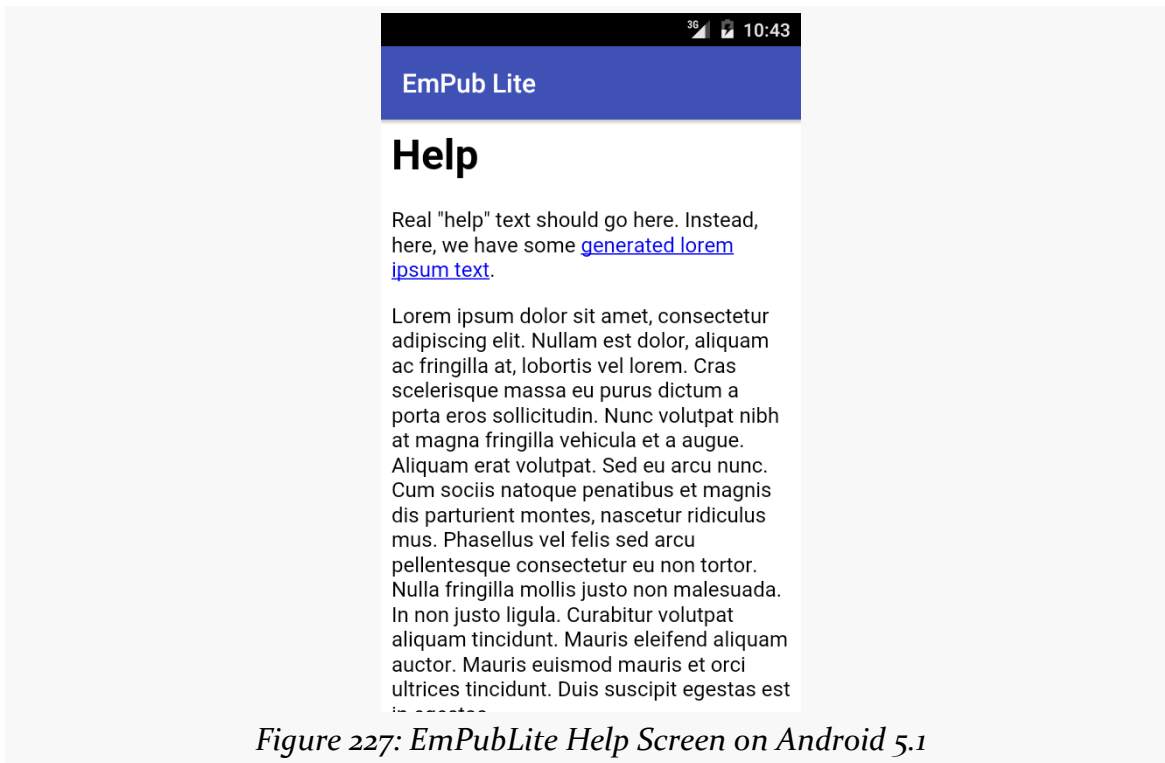 3G 10:43
EmPub Lite
Help
Real "help" text should go here. Instead,
here, we have some generated lorem
ipsum text.
Lorem ipsum dolor sit amet, consectetur
adipiscing elit. Nullam est dolor, aliquam
ac fringilla at, lobortis vel lorem. Cras
scelerisque massa eu purus dictum a
porta eros sollicitudin. Nunc volutpat nibh
at magna fringilla vehicula et a augue.
Aliquam erat volutpat. Sed eu arcu nunc.
Cum sociis natoque penatibus et magnis
dis parturient montes, nascetur ridiculus
mus. Phasellus vel felis sed arcu
pellentesque consectetur eu non tortor.
Nulla fringilla mollis justo non malesuada.
In non justo ligula. Curabitur volutpat
aliquam tincidunt. Mauris eleifend aliquam
auctor. Mauris euismod mauris et orci
ultrices tincidunt. Duis suscipit egestas est
Figure 227: EmPubLite Help Screen on Android 5.1